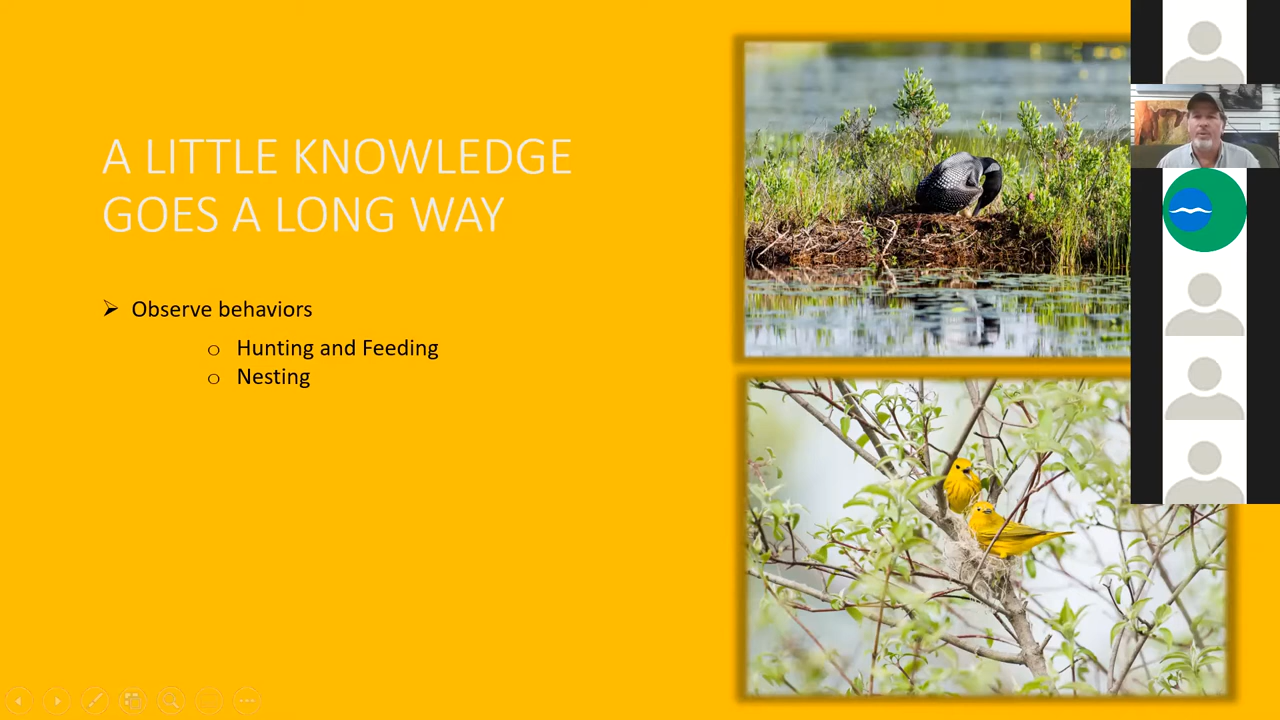 A LITTLE KNOWLEDGE
GOES A LONG WAY
➢ Observe behaviors
o Hunting and Feeding
o Nesting